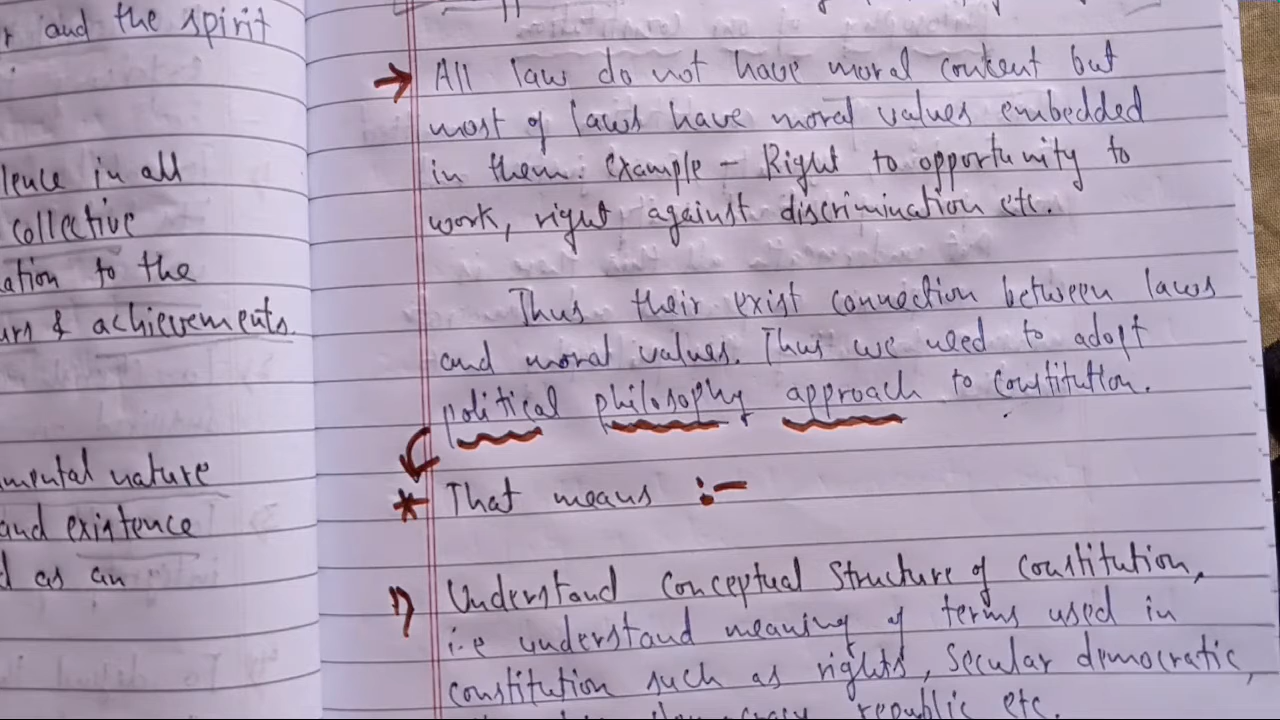 and the spirit
lence in all
collective
ation to the
urs & achievements.
mental nature
and existence
as an
→ All law do not have moral content but
most of laws have moral values embedded
in them. Example - Right to opportunity to
work, right against discrimination etc.
Thus their exist connection between laws
and moral values. Thus we need to adopt
political philosophy approach to constitution.
* That means :-
1) Understand Conceptual Structure of constitution,
i.e understand meaning of terms used in
constitution such as rights, Secular democratic,
republic etc.